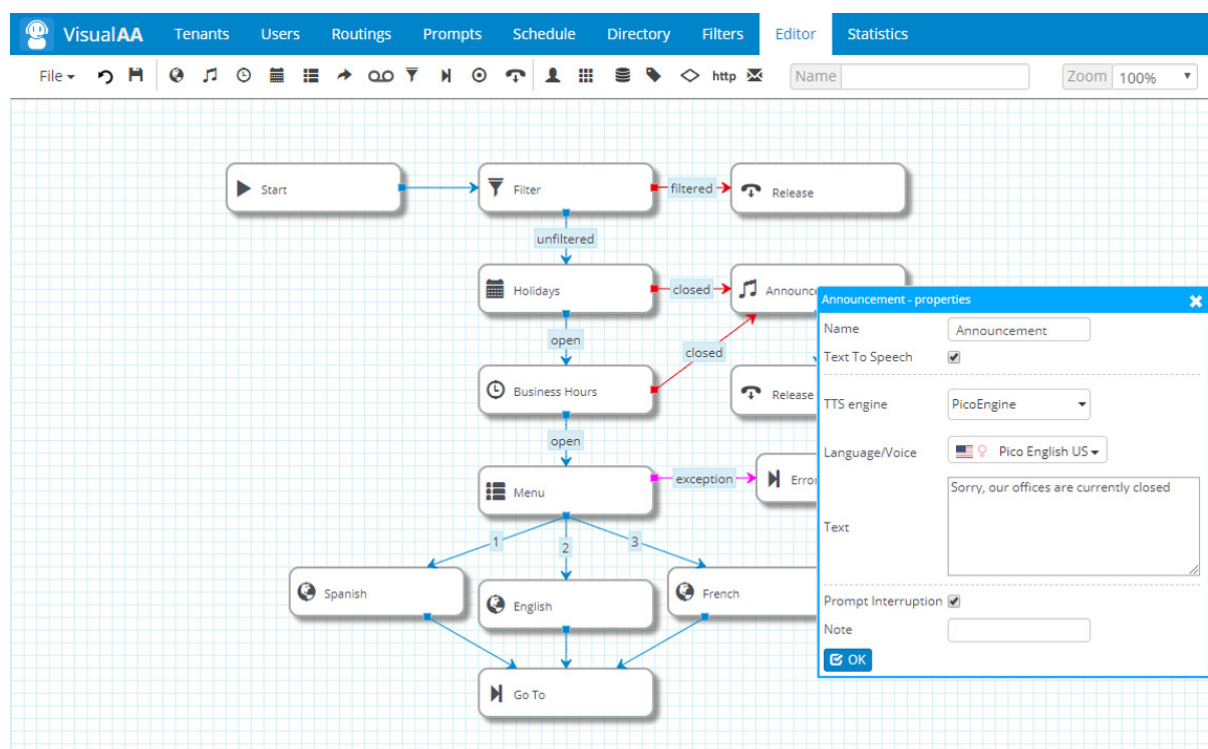 VisualAA Tenants Users Routings Prompts Schedule Directory Filters Editor Statistics
File http Name Zoom 100%
Start
Filter
filtered
Release
unfiltered
Holidays
closed
Announce
open
closed
Business Hours
Release
open
Menu
exception
Erro
1
2
3
Spanish
English
French
Go To
Announcement - properties
Name Announcement
Text To Speech
TTS engine PicoEngine
Language/Voice Pico English US
Text Sorry, our offices are currently closed
Prompt Interruption
Note
OK